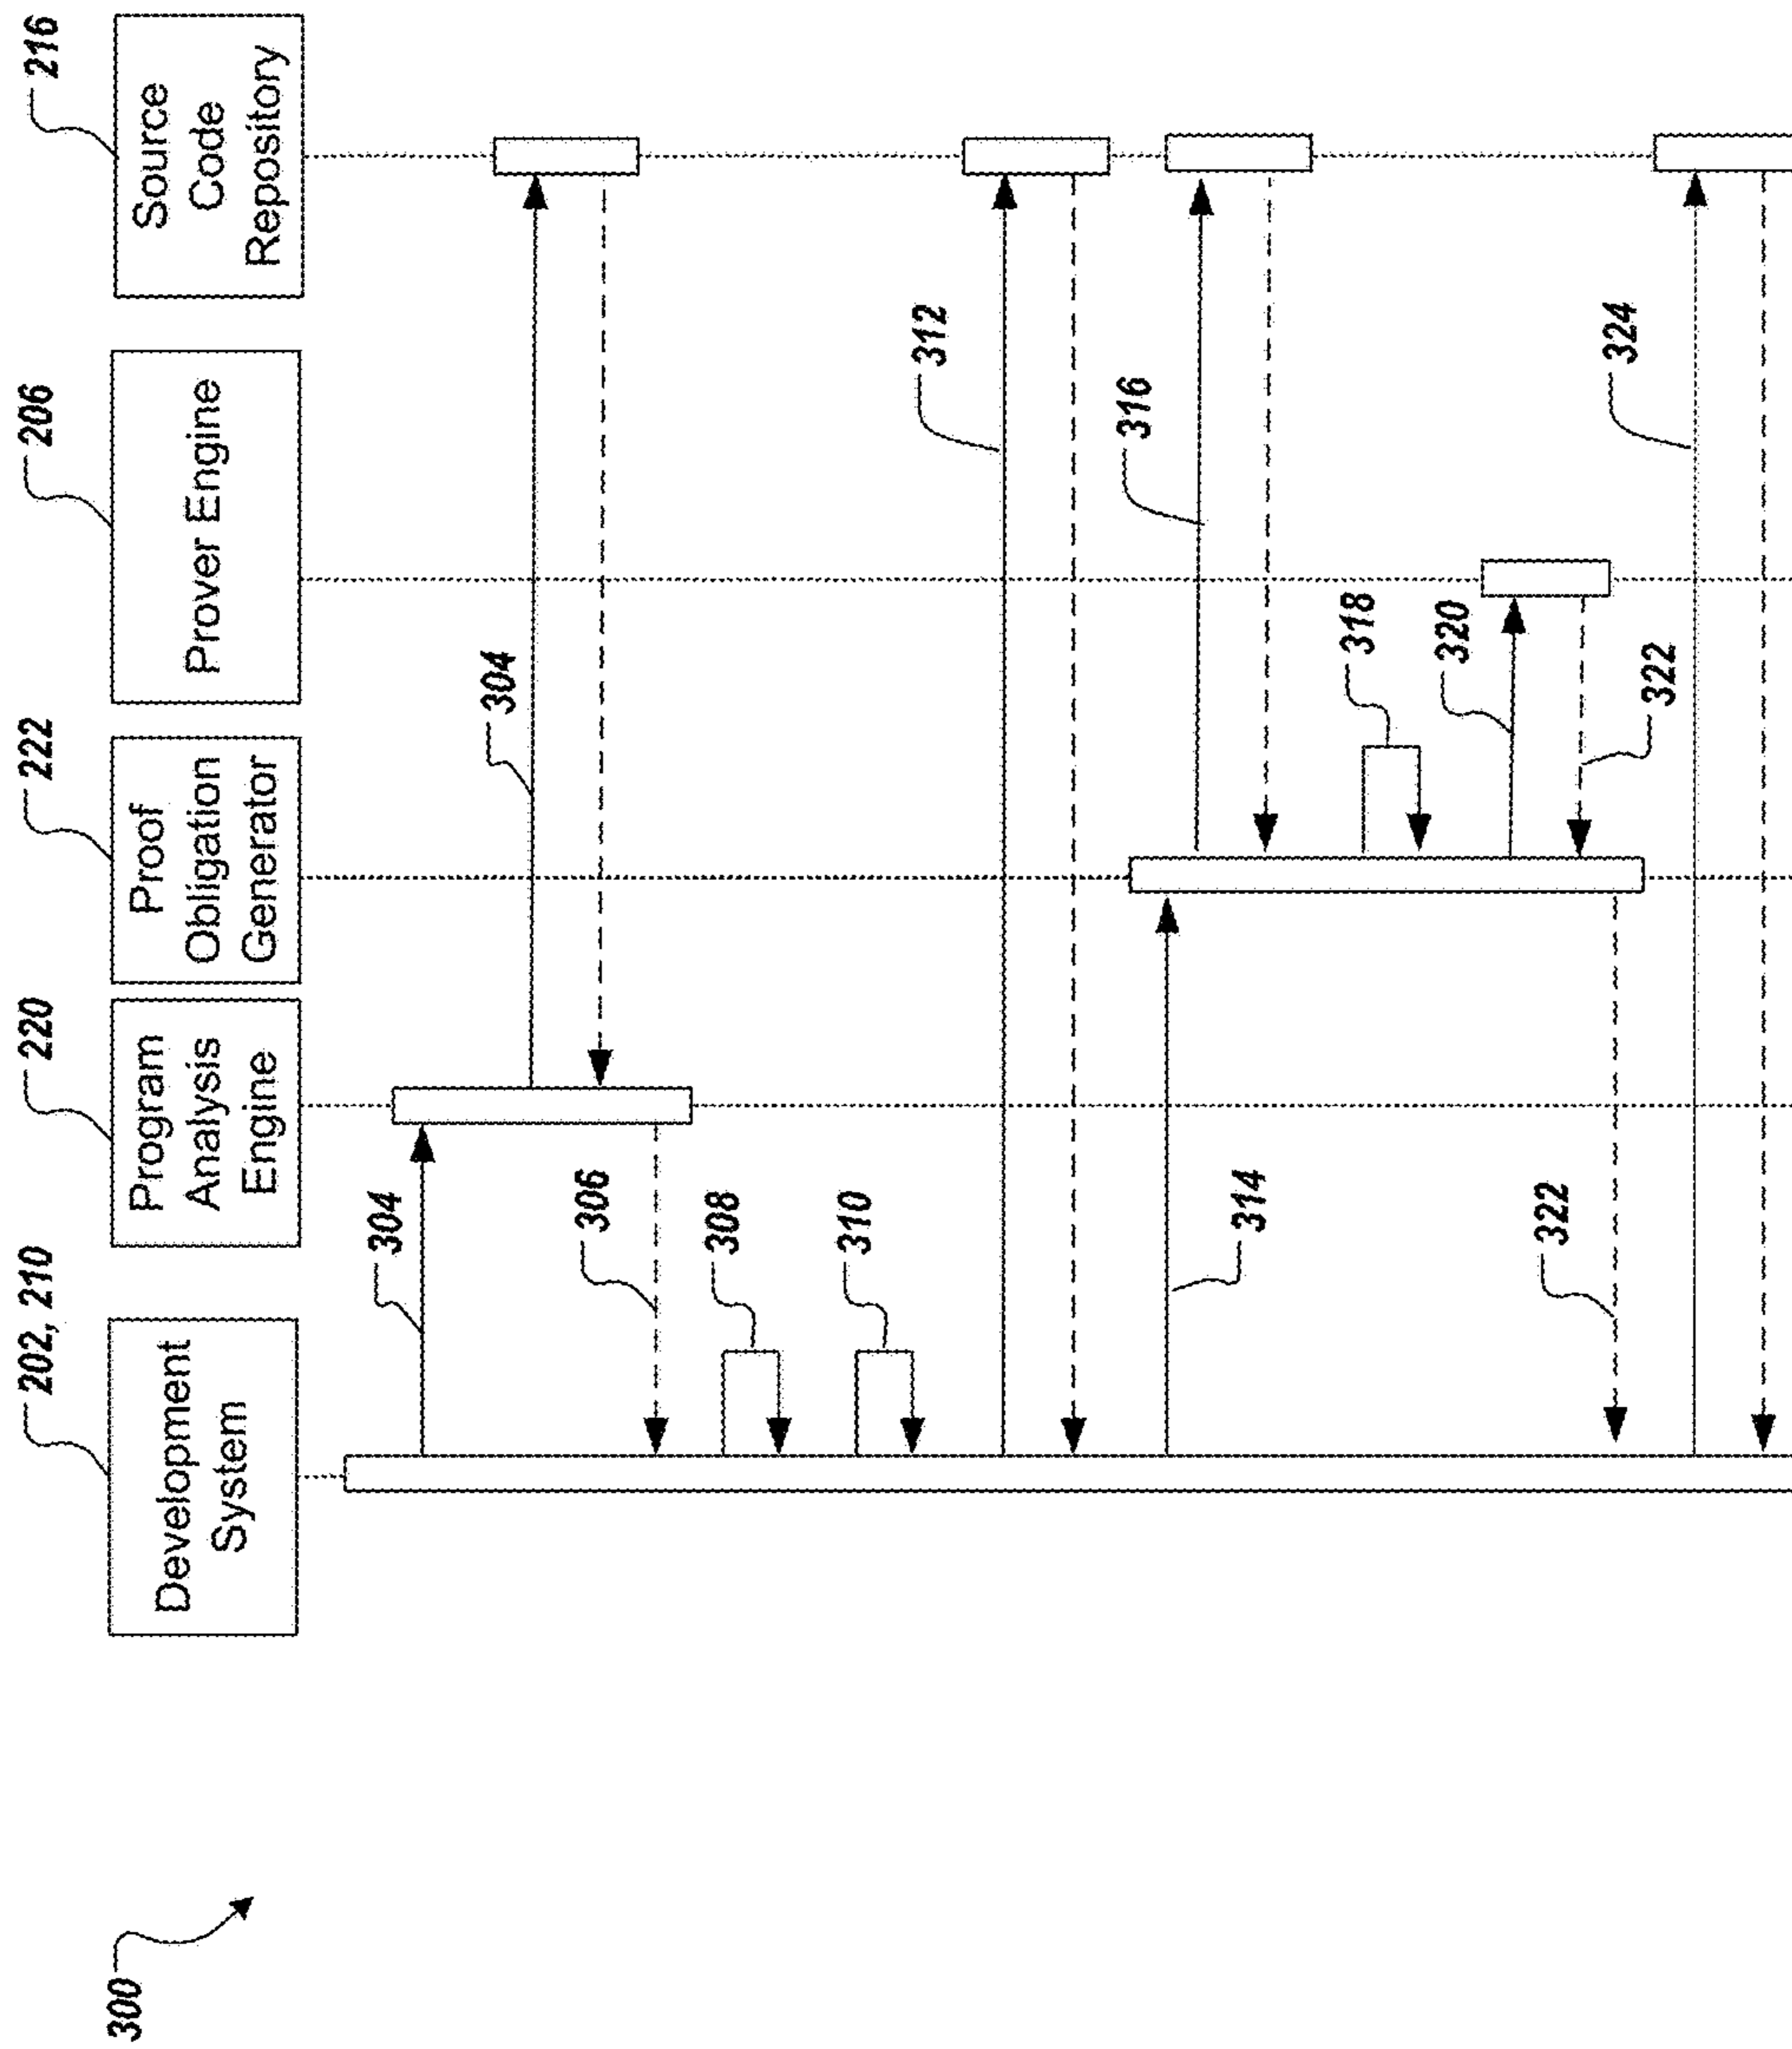 300
202, 210
220
222
206
216
Development
System
Program
Analysis
Engine
Proof
Obligation
Generator
Prover Engine
Source
Code
Repository
304
304
306
308
310
312
314
316
318
320
322
322
324